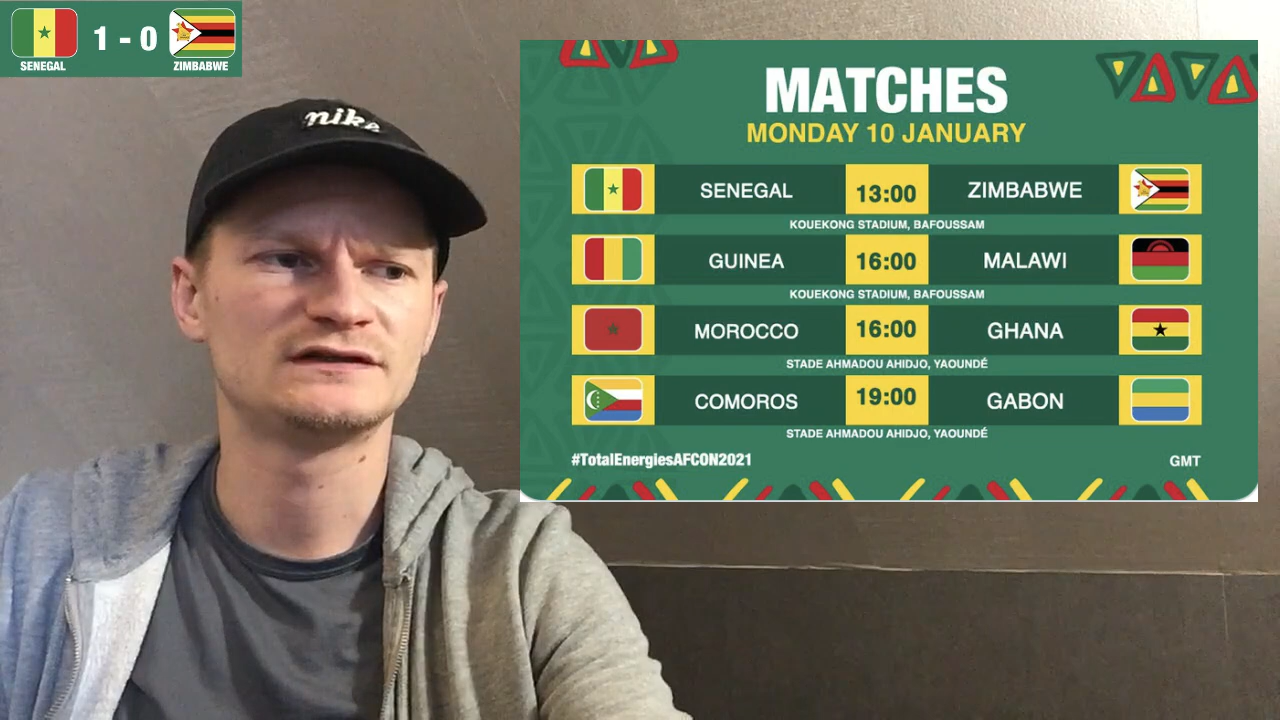 1 - 0
SENEGAL ZIMBABWE
nike
MATCHES
MONDAY 10 JANUARY
SENEGAL 13:00 ZIMBABWE
KOUEKONG STADIUM, BAFOUSSAM
GUINEA 16:00 MALAWI
KOUEKONG STADIUM, BAFOUSSAM
MOROCCO 16:00 GHANA
STADE AHMADOU AHIDJO, YAOUNDÉ
COMOROS 19:00 GABON
STADE AHMADOU AHIDJO, YAOUNDÉ
#TotalEnergiesAFCON2021 GMT